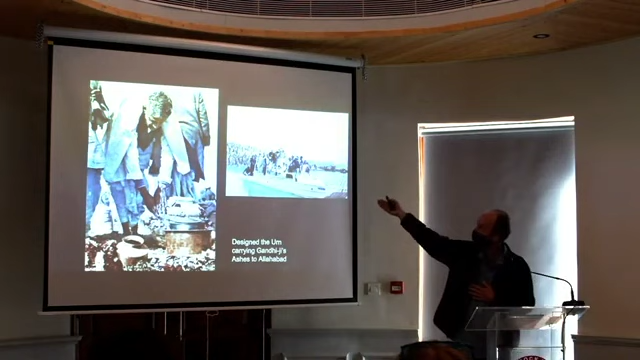 Designed the Urn
carrying Gandhi-ji's
Ashes to Allahabad